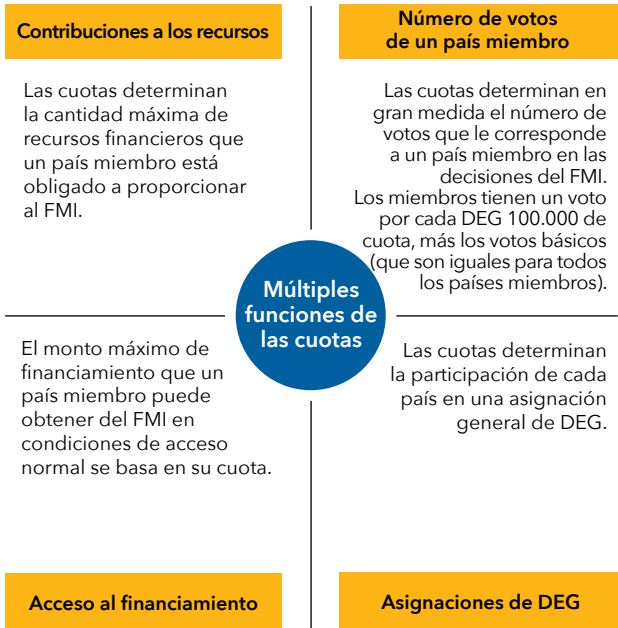 Contribuciones a los recursos
Las cuotas determinan
la cantidad máxima de
recursos financieros que
un país miembro está
obligado a proporcionar
al FMI.
Número de votos
de un país miembro
Las cuotas determinan en
gran medida el número de
votos que le corresponde
a un país miembro en las
decisiones del FMI.
Los miembros tienen un voto
por cada DEG 100.000 de
cuota, más los votos básicos
(que son iguales para todos
los países miembros).
Múltiples
funciones de
las cuotas
El monto máximo de
financiamiento que un
país miembro puede
obtener del FMI en
condiciones de acceso
normal se basa en su cuota.
Acceso al financiamiento
Las cuotas determinan
la participación de cada
país en una asignación
general de DEG.
Asignaciones de DEG